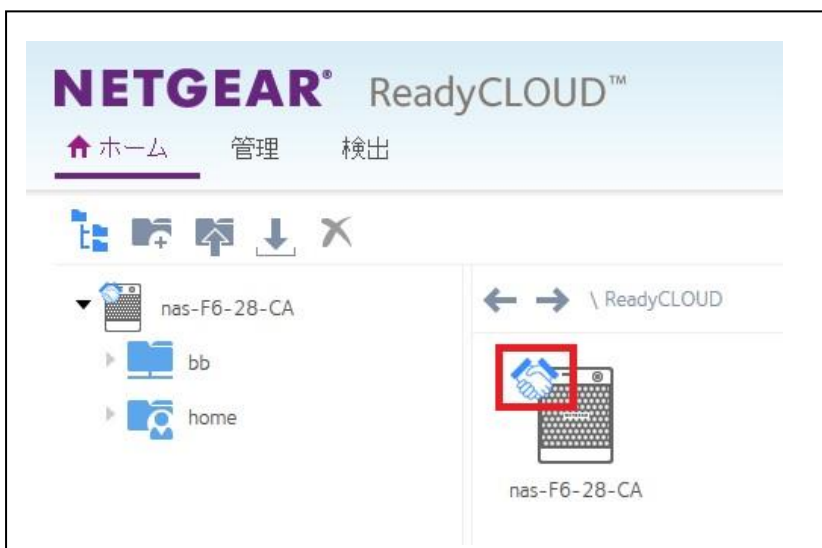 NETGEAR® ReadyCLOUD™
ホーム 管理 検出
nas-F6-28-CA
bb
home
\ ReadyCLOUD
nas-F6-28-CA